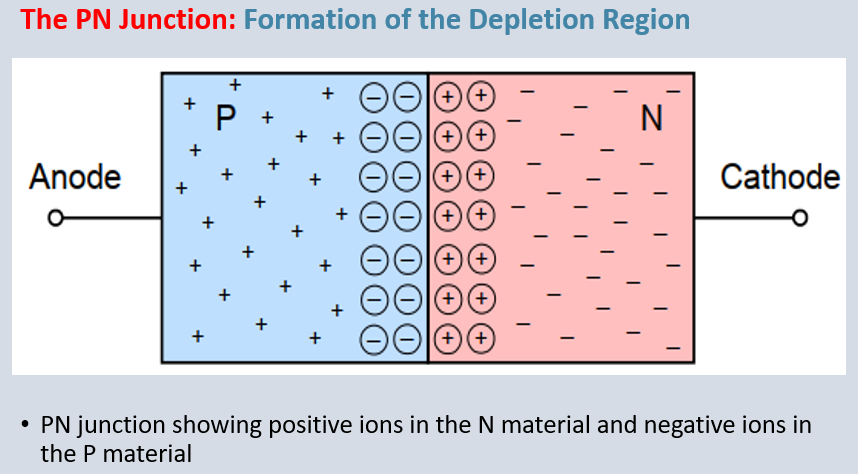 The PN Junction: Formation of the Depletion Region
P
N
Anode
Cathode
• PN junction showing positive ions in the N material and negative ions in
the P material